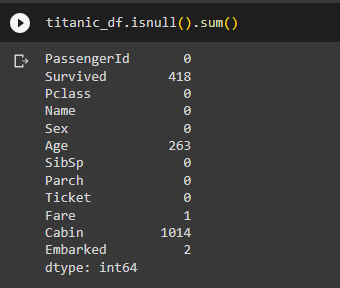 titanic_df.isnull().sum()
PassengerId 0
Survived 418
Pclass 0
Name 0
Sex 0
Age 263
SibSp 0
Parch 0
Ticket 0
Fare 1
Cabin 1014
Embarked 2
dtype: int64